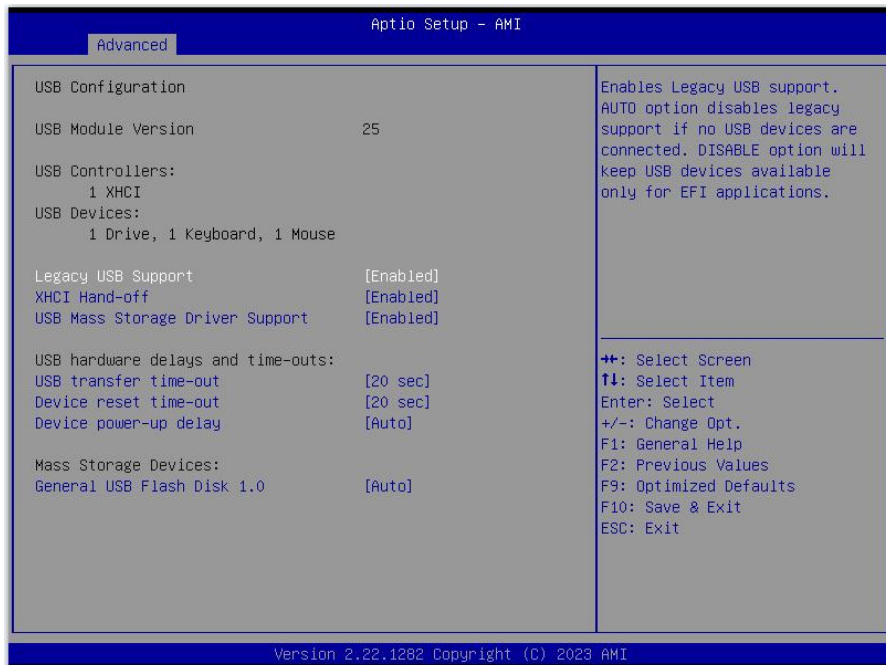 Aptio Setup – AMI
Advanced
USB Configuration
USB Module Version 25
USB Controllers:
1 XHCI
USB Devices:
1 Drive, 1 Keyboard, 1 Mouse
Legacy USB Support [Enabled]
XHCI Hand-off [Enabled]
USB Mass Storage Driver Support [Enabled]
USB hardware delays and time-outs:
USB transfer time-out [20 sec]
Device reset time-out [20 sec]
Device power-up delay [Auto]
Mass Storage Devices:
General USB Flash Disk 1.0 [Auto]
Enables Legacy USB support.
AUTO option disables legacy
support if no USB devices are
connected. DISABLE option will
keep USB devices available
only for EFI applications.
→←: Select Screen
↑↓: Select Item
Enter: Select
+/-: Change Opt.
F1: General Help
F2: Previous Values
F9: Optimized Defaults
F10: Save & Exit
ESC: Exit
Version 2.22.1282 Copyright (C) 2023 AMI